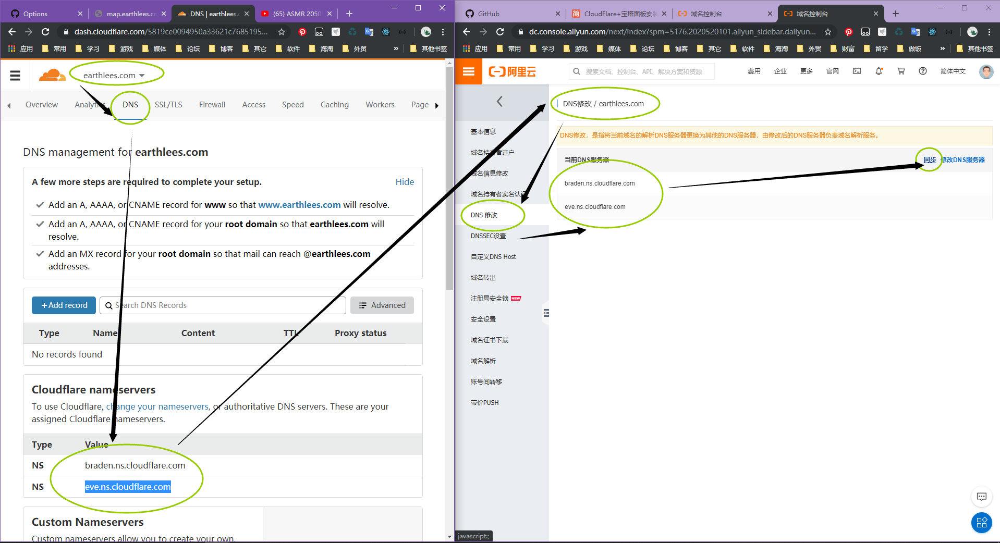 Options
map.earthlees.co
DNS | earthlees.c
(65) ASMR 2050
dash.cloudflare.com/5819ce0094950a33621c7685195...
应用
常用
学习
游戏
媒体
论坛
博客
其它
软件
海淘
外贸
»
其他书签
earthlees.com
Overview
Analytics
DNS
SSL/TLS
Firewall
Access
Speed
Caching
Workers
Page
DNS management for earthlees.com
A few more steps are required to complete your setup.
Hide
Add an A, AAAA, or CNAME record for www so that www.earthlees.com will resolve.
Add an A, AAAA, or CNAME record for your root domain so that earthlees.com will
resolve.
Add an MX record for your root domain so that mail can reach @earthlees.com
addresses.
+Add record
Search DNS Records
Advanced
Type
Name
Content
TTL
Proxy status
No records found
Cloudflare nameservers
To use Cloudflare, change your nameservers, or authoritative DNS servers. These are your
assigned Cloudflare nameservers.
Type
Value
NS
braden.ns.cloudflare.com
NS
eve.ns.cloudflare.com
Custom Nameservers
Custom nameservers allow you to create your own.
GitHub
CloudFlare+宝塔面板安装
域名控制台
域名控制台
dc.console.aliyun.com/next/index?spm=5176.2020520101.aliyun_sidebar.daliyun...
应用
常用
学习
游戏
媒体
论坛
博客
其它
软件
海淘
外贸
财富
留学
做饭
»
其他书签
阿里云
搜索文档、控制台、API、解决方案和资源
费用
企业
更多
官网
简体中文
基本信息
域名持有者过户
域名信息修改
域名持有者实名认证
DNS 修改
DNSSEC设置
自定义DNS Host
域名转出
注册局安全锁 NEW
安全设置
域名证书下载
域名解析
账号间转移
带价PUSH
DNS修改 / earthlees.com
DNS修改，是指将当前域名的解析DNS服务器更换为其他的DNS服务器，由修改后的DNS服务器负责域名解析服务。
当前DNS服务器
同步
修改DNS服务器
braden.ns.cloudflare.com
eve.ns.cloudflare.com
javascript:;